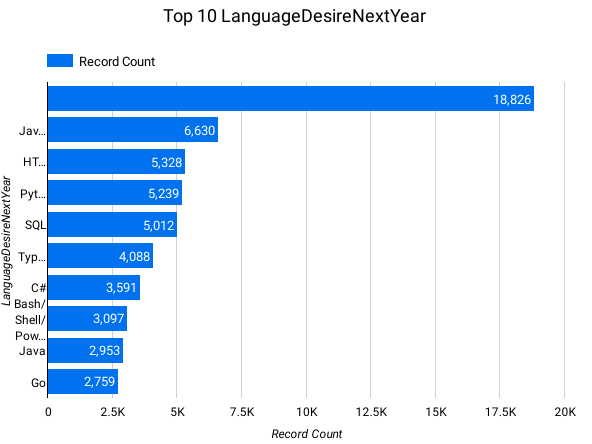 Top 10 LanguageDesireNextYear
Record Count
18,826
Jav...
6,630
HT...
5,328
Pyt...
5,239
SQL
5,012
Typ...
4,088
C#
3,591
Bash/
Shell/
Pow...
3,097
Java
2,953
Go
2,759
LanguageDesireNextYear
0 2.5K 5K 7.5K 10K 12.5K 15K 17.5K 20K
Record Count